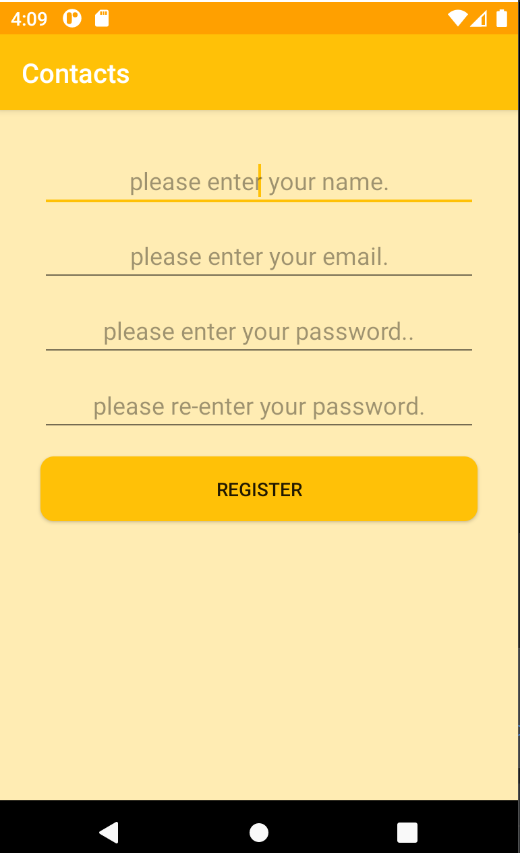 4:09
Contacts
please enter your name.
please enter your email.
please enter your password..
please re-enter your password.
REGISTER